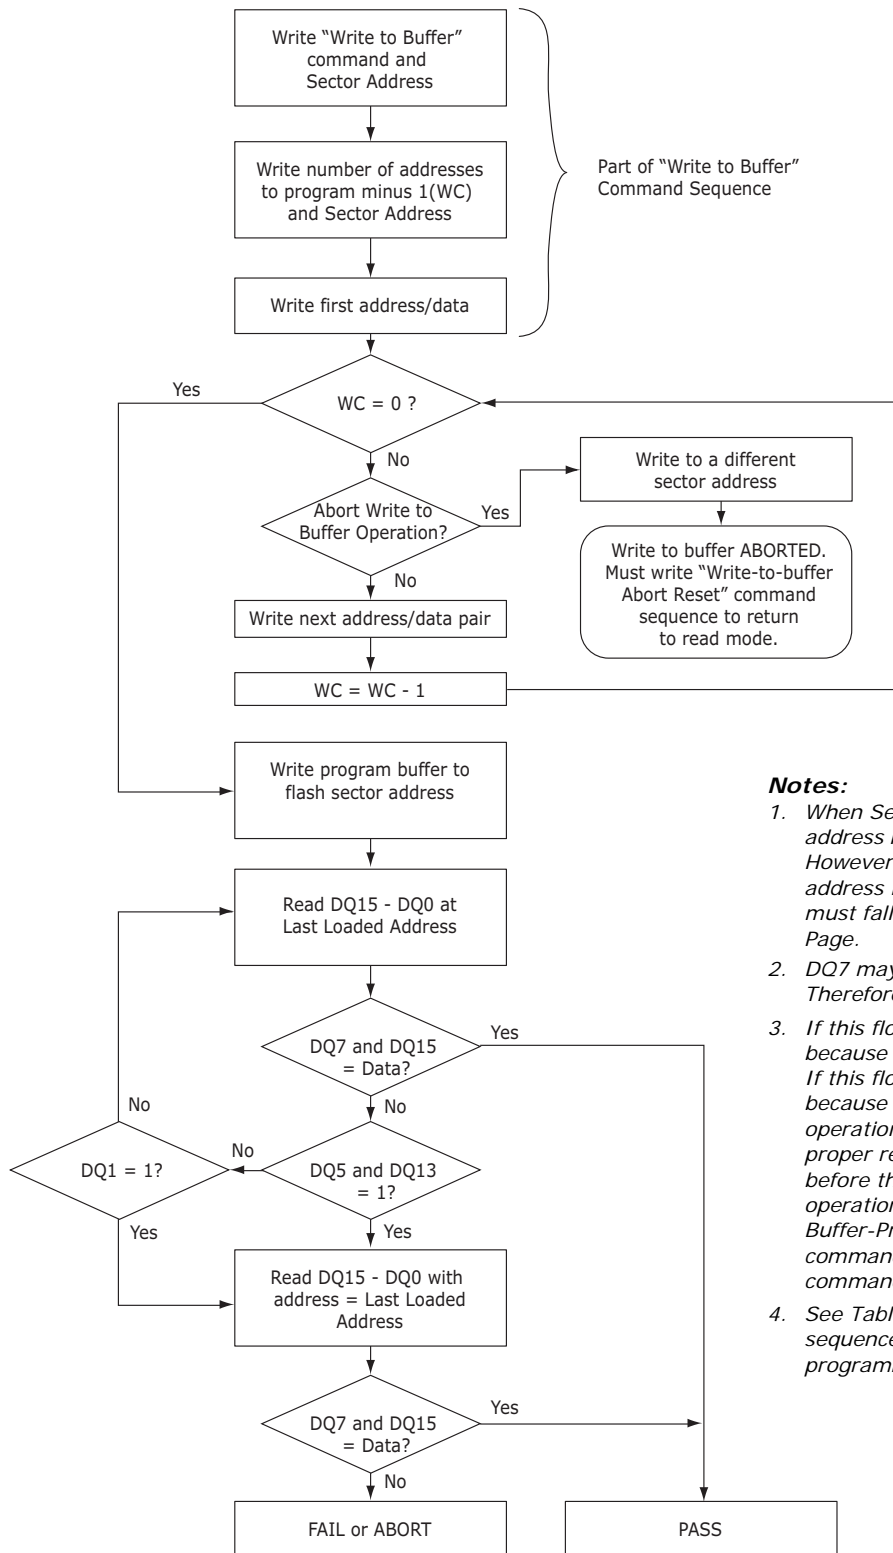 Write “Write to Buffer”
command and
Sector Address
Write number of addresses
to program minus 1(WC)
and Sector Address
Part of “Write to Buffer”
Command Sequence
Write first address/data
Yes
WC = 0 ?
No
Abort Write to
Buffer Operation?
Yes
Write to a different
sector address
No
Write to buffer ABORTED.
Must write “Write-to-buffer
Abort Reset” command
sequence to return
to read mode.
Write next address/data pair
WC = WC - 1
Write program buffer to
flash sector address
Read DQ15 - DQ0 at
Last Loaded Address
DQ7 and DQ15
= Data?
Yes
No
No
DQ1 = 1?
No
DQ5 and DQ13
= 1?
Yes
Yes
Read DQ15 - DQ0 with
address = Last Loaded
Address
DQ7 and DQ15
= Data?
Yes
No
FAIL or ABORT
PASS
Notes:
1. When Se
address
However
address
must fall
Page.
2. DQ7 may
Therefore
3. If this flo
because
If this flo
because
operation
proper re
before th
operation
Buffer-Pr
comman
comman
4. See Tabl
sequence
program